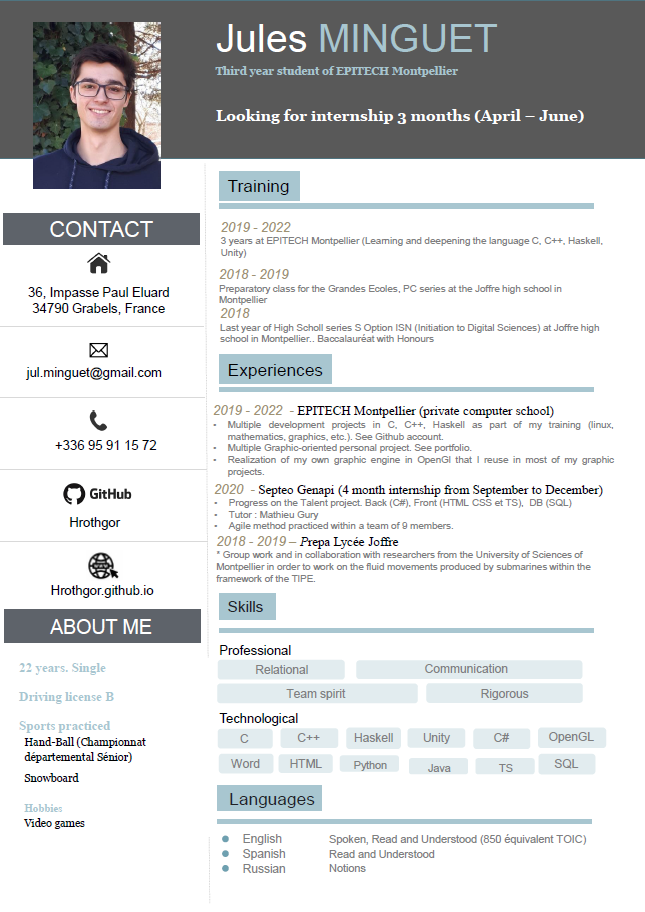 Jules MINGUET
Third year student of EPITECH Montpellier
Looking for internship 3 months (April – June)
CONTACT
36, Impasse Paul Eluard
34790 Grabels, France
jul.minguet@gmail.com
+336 95 91 15 72
GitHub
Hrothgor
Hrothgor.github.io
ABOUT ME
22 years. Single
Driving license B
Sports practiced
Hand-Ball (Championnat
départemental Sénior)
Snowboard
Hobbies
Video games
Training
2019 - 2022
3 years at EPITECH Montpellier (Learning and deepening the language C, C++, Haskell,
Unity)
2018 - 2019
Preparatory class for the Grandes Ecoles, PC series at the Joffre high school in
Montpellier
2018
Last year of High Scholl series S Option ISN (Initiation to Digital Sciences) at Joffre high
school in Montpellier.. Baccalauréat with Honours
Experiences
2019 - 2022 - EPITECH Montpellier (private computer school)
• Multiple development projects in C, C++, Haskell as part of my training (linux,
mathematics, graphics, etc.). See Github account.
• Multiple Graphic-oriented personal project. See portfolio.
• Realization of my own graphic engine in OpenGl that I reuse in most of my graphic
projects.
2020 - Septeo Genapi (4 month internship from September to December)
• Progress on the Talent project. Back (C#), Front (HTML CSS et TS), DB (SQL)
• Tutor : Mathieu Gury
• Agile method practiced within a team of 9 members.
2018 - 2019 – Prepa Lycée Joffre
* Group work and in collaboration with researchers from the University of Sciences of
Montpellier in order to work on the fluid movements produced by submarines within the
framework of the TIPE.
Skills
Professional
Relational Communication
Team spirit Rigorous
Technological
C C++ Haskell Unity C# OpenGL
Word HTML Python Java TS SQL
Languages
• English Spoken, Read and Understood (850 équivalent TOIC)
• Spanish Read and Understood
• Russian Notions